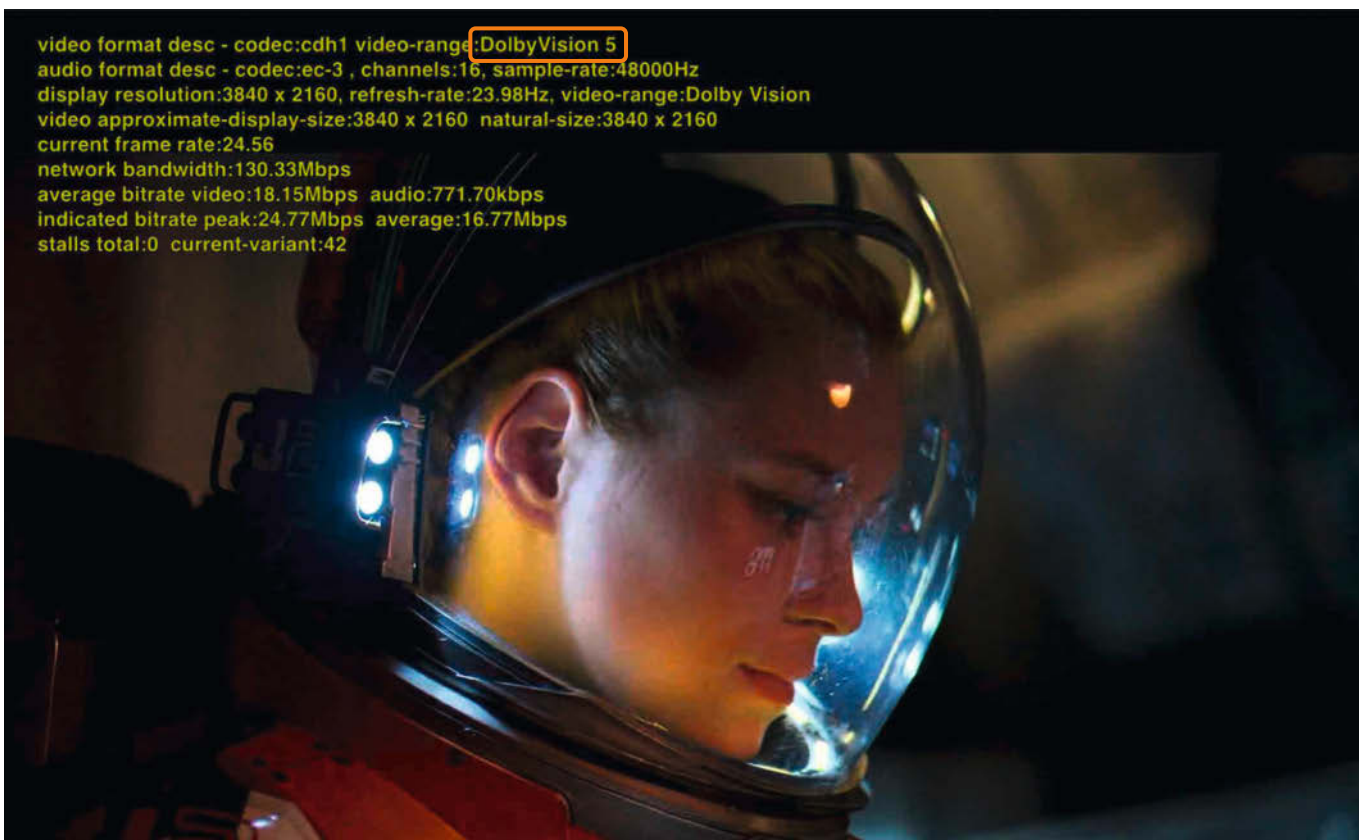 video format desc - codec:cdh1 video-range:DolbyVision 5
audio format desc - codec:ec-3 , channels:16, sample-rate:48000Hz
display resolution:3840 x 2160, refresh-rate:23.98Hz, video-range:Dolby Vision
video approximate-display-size:3840 x 2160 natural-size:3840 x 2160
current frame rate:24.56
network bandwidth:130.33Mbps
average bitrate video:18.15Mbps audio:771.70kbps
indicated bitrate peak:24.77Mbps average:16.77Mbps
stalls total:0 current-variant:42